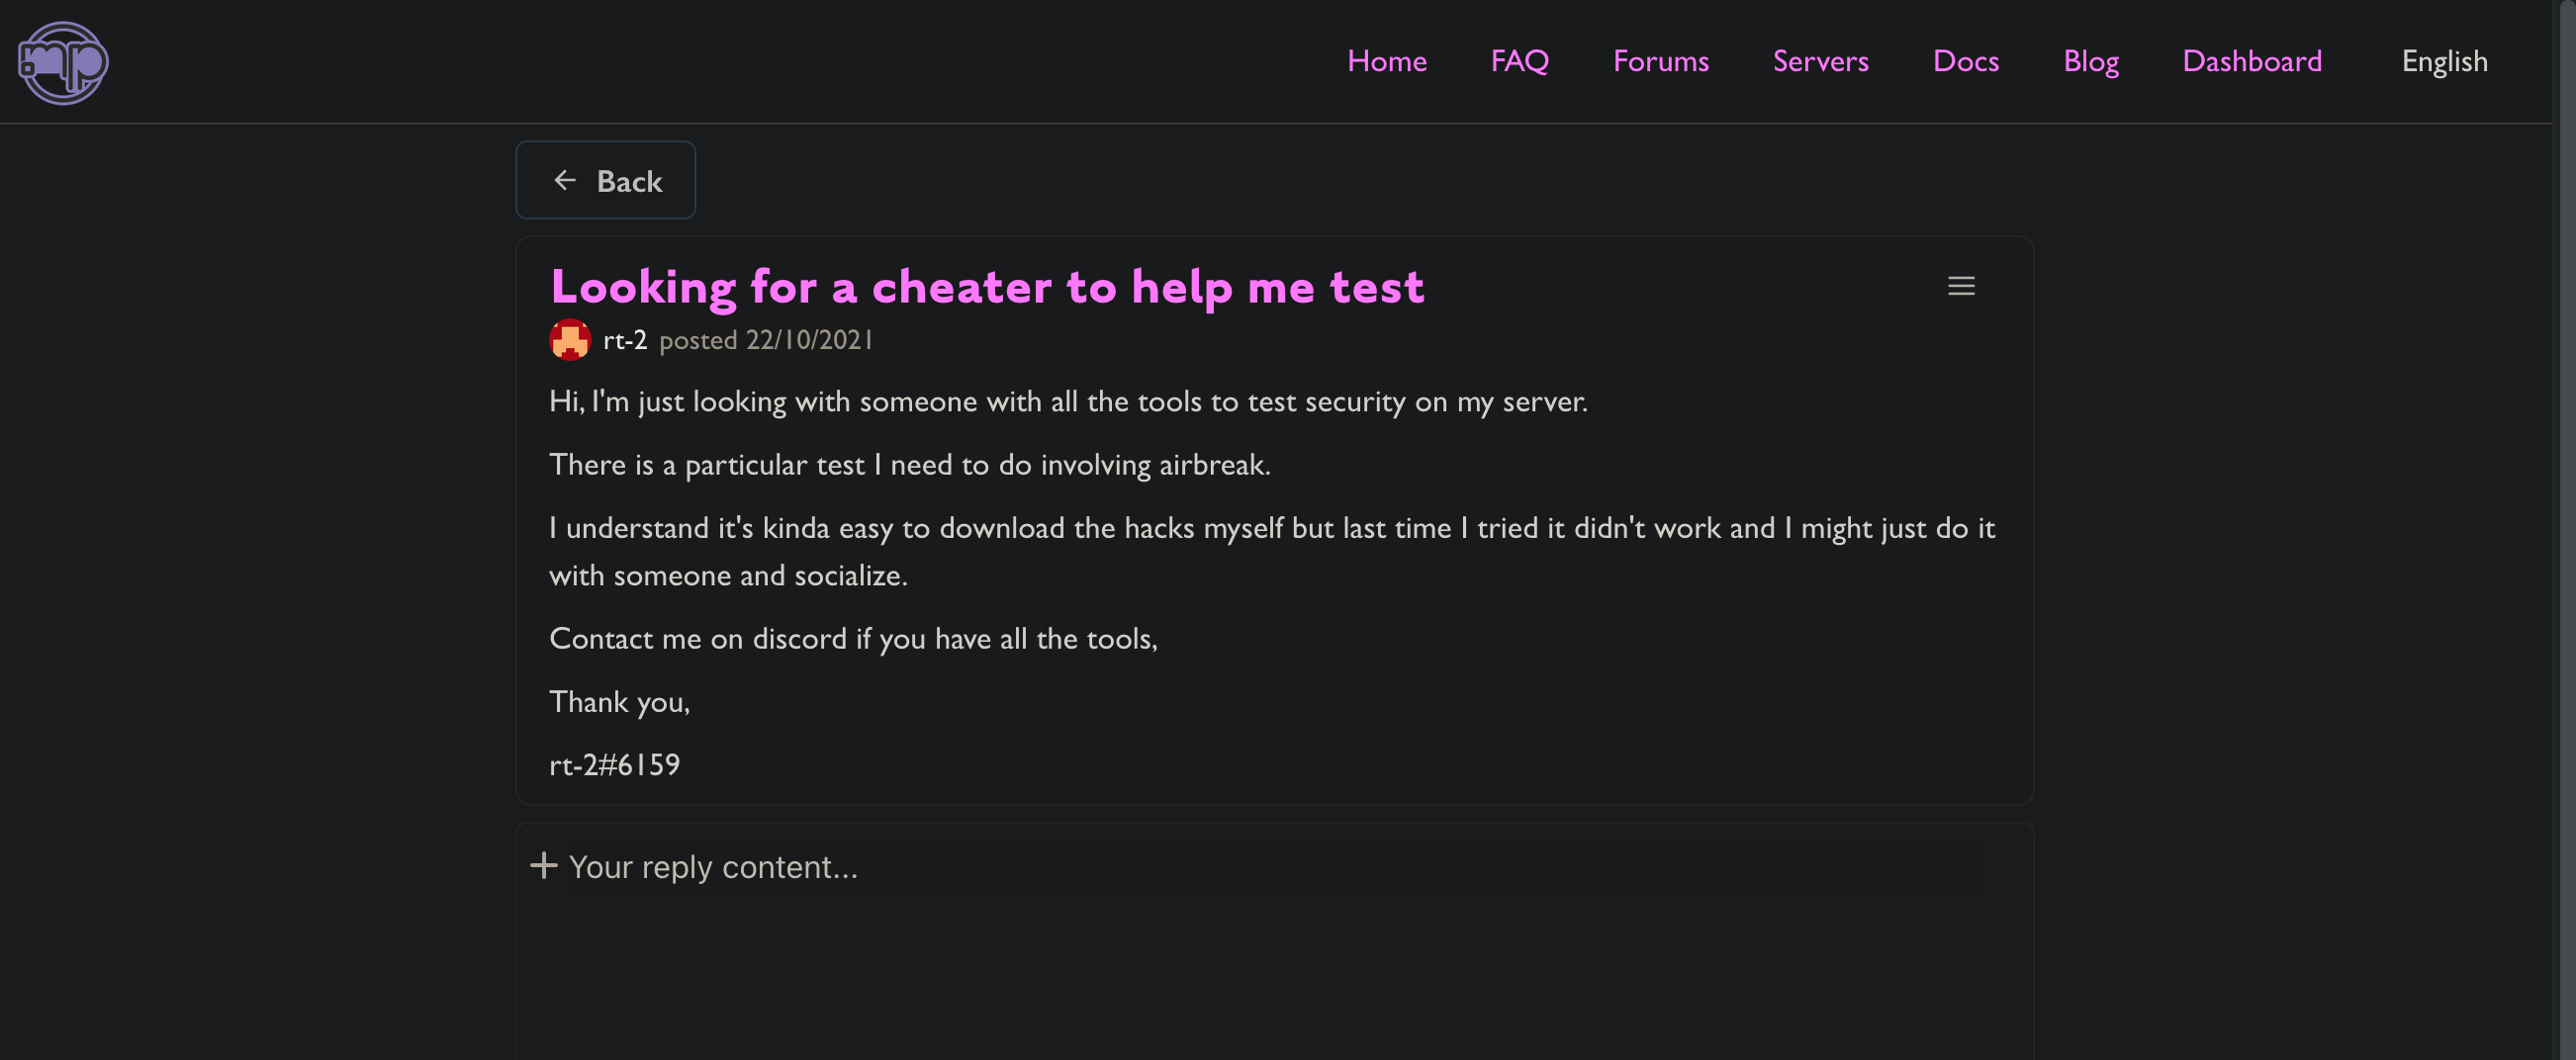 mp
Home FAQ Forums Servers Docs Blog Dashboard English
Back
Looking for a cheater to help me test
rt-2 posted 22/10/2021
Hi, I'm just looking with someone with all the tools to test security on my server.
There is a particular test I need to do involving airbreak.
I understand it's kinda easy to download the hacks myself but last time I tried it didn't work and I might just do it
with someone and socialize.
Contact me on discord if you have all the tools,
Thank you,
rt-2#6159
Your reply content...